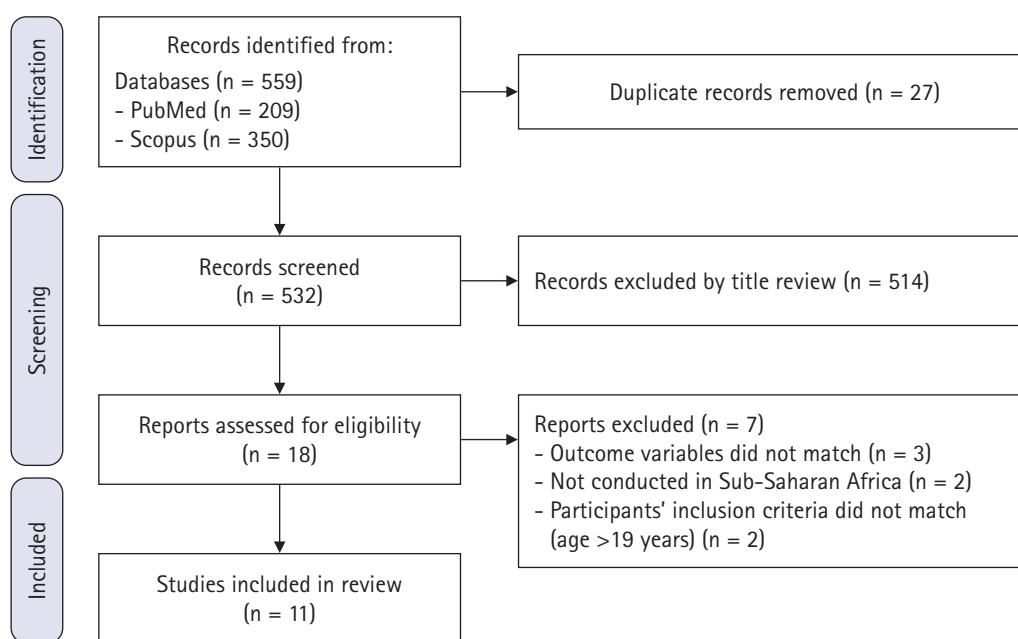 Identification
Records identified from:
Databases (n = 559)
- PubMed (n = 209)
- Scopus (n = 350)
Duplicate records removed (n = 27)
Screening
Records screened
(n = 532)
Records excluded by title review (n = 514)
Reports assessed for eligibility
(n = 18)
Reports excluded (n = 7)
- Outcome variables did not match (n = 3)
- Not conducted in Sub-Saharan Africa (n = 2)
- Participants’ inclusion criteria did not match
(age >19 years) (n = 2)
Included
Studies included in review
(n = 11)